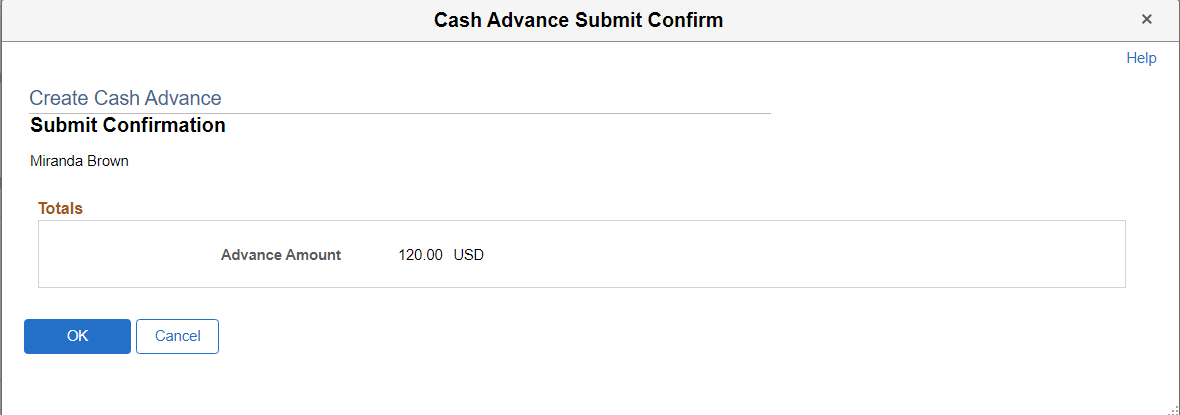 Cash Advance Submit Confirm ×
Help
Create Cash Advance
Submit Confirmation
Miranda Brown
Totals
Advance Amount 120.00 USD
OK Cancel